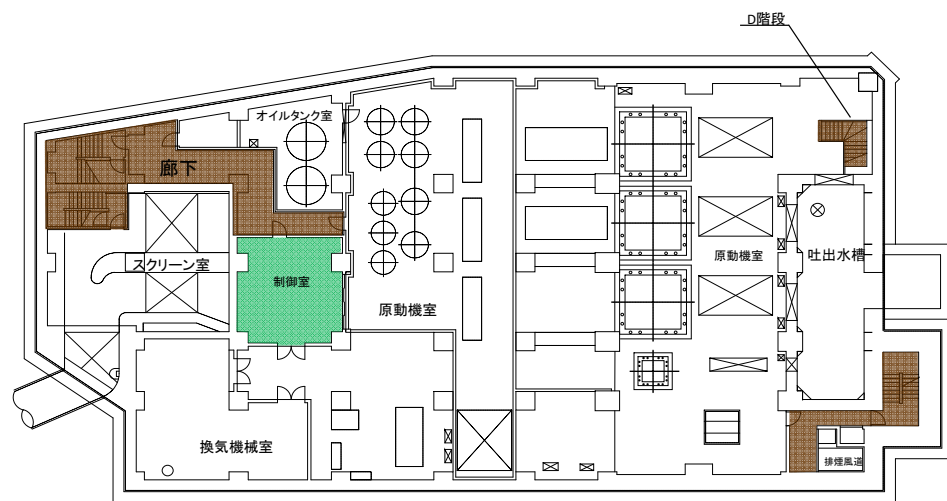 D階段
オイルタンク室
廊下
スクリーン室
制御室
原動機室
原動機室
吐出水槽
換気機械室
排煙風道